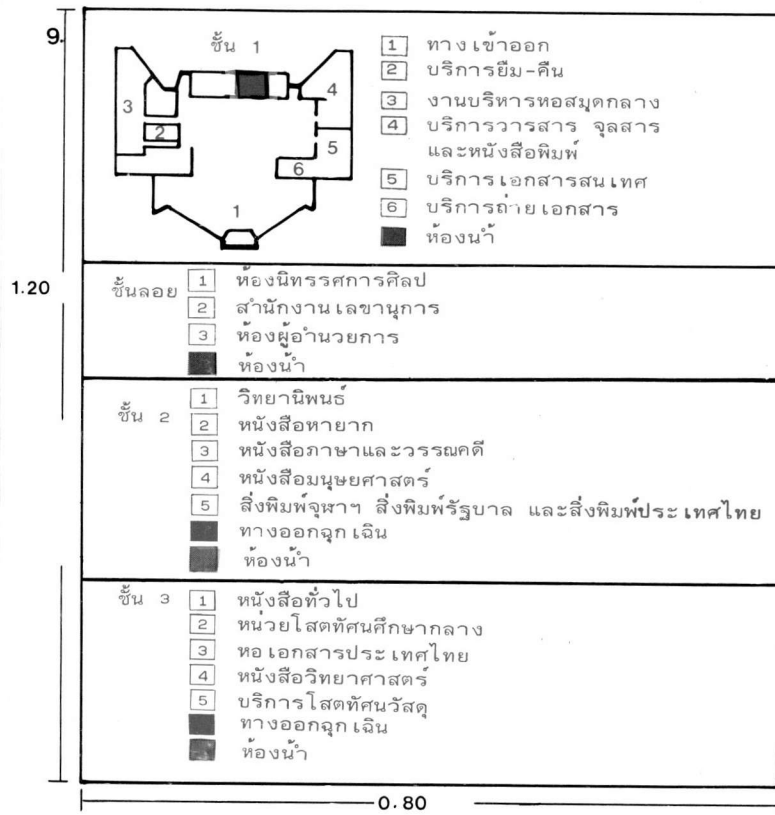 9.
ชั้น 1
3
4
2
5
6
1
1 ทางเข้าออก
2 บริการยืม-คืน
3 งานบริหารหอสมุดกลาง
4 บริการวารสาร จุลสาร
และหนังสือพิมพ์
5 บริการเอกสารสนเทศ
6 บริการถ่ายเอกสาร
ห้องนํ้า
1.20
ชั้นลอย
1 ห้องนิทรรศการศิลป
2 สำนักงานเลขานุการ
3 ห้องผู้อำนวยการ
ห้องนํ้า
ชั้น 2
1 วิทยานิพนธ์
2 หนังสือหายาก
3 หนังสือภาษาและวรรณคดี
4 หนังสือมนุษยศาสตร์
5 สิ่งพิมพ์จุฬาฯ สิ่งพิมพ์รัฐบาล และสิ่งพิมพ์ประเทศไทย
ทางออกฉุกเฉิน
ห้องนํ้า
ชั้น 3
1 หนังสือทั่วไป
2 หน่วยโสตทัศนศึกษากลาง
3 หอเอกสารประเทศไทย
4 หนังสือวิทยาศาสตร์
5 บริการโสตทัศนวัสดุ
ทางออกฉุกเฉิน
ห้องนํ้า
0.80